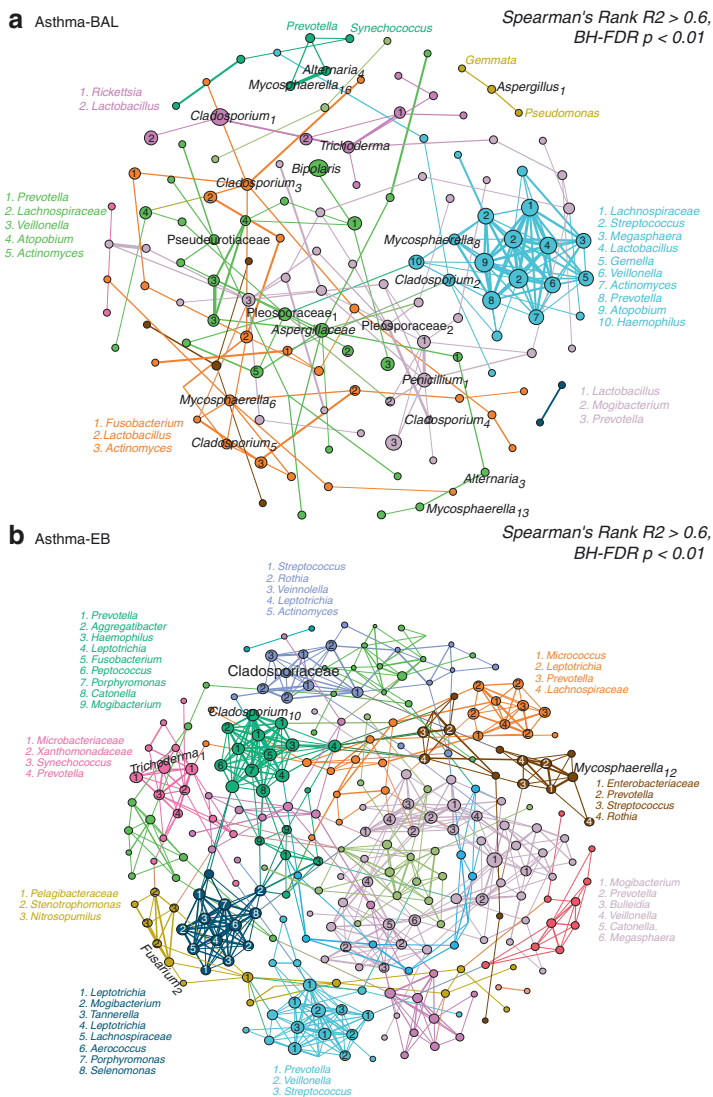 a Asthma-BAL
Spearman's Rank R2 > 0.6,
BH-FDR p < 0.01
Prevotella
Synechococcus
Alternaria4
Mycosphaerella16
Gemmata
Aspergillus1
Pseudomonas
1. Rickettsia
2. Lactobacillus
Cladosporium1
Trichoderma
Bipolaris
Cladosporium3
1. Prevotella
2. Lachnospiraceae
3. Veillonella
4. Atopobium
5. Actinomyces
Pseudeurotiaceae
Mycosphaerella8
Cladosporium2
1. Lachnospiraceae
2. Streptococcus
3. Megasphaera
4. Lactobacillus
5. Gemella
6. Veillonella
7. Actinomyces
8. Prevotella
9. Atopobium
10. Haemophilus
Pleosporaceae1
Aspergillaceae
Pleosporaceae2
Penicillium1
Mycosphaerella6
Cladosporium4
Cladosporium5
1. Lactobacillus
2. Mogibacterium
3. Prevotella
1. Fusobacterium
2. Lactobacillus
3. Actinomyces
Alternaria3
Mycosphaerella13
b Asthma-EB
Spearman's Rank R2 > 0.6,
BH-FDR p < 0.01
1. Streptococcus
2. Rothia
3. Veinnolella
4. Leptotrichia
5. Actinomyces
1. Prevotella
2. Aggregatibacter
3. Haemophilus
4. Leptotrichia
5. Fusobacterium
6. Peptococcus
7. Porphyromonas
8. Catonella
9. Mogibacterium
1. Micrococcus
2. Leptotrichia
3. Prevotella
4. Lachnospiraceae
Cladosporiaceae
Cladosporium10
1. Microbacteriaceae
2. Xanthomonadaceae
3. Synechococcus
4. Prevotella
Trichoderma1
Mycosphaerella12
1. Enterobacteriaceae
2. Prevotella
3. Streptococcus
4. Rothia
1. Pelagibacteraceae
2. Stenotrophomonas
3. Nitrosopumilus
Fusarium2
1. Mogibacterium
2. Prevotella
3. Bulleidia
4. Veillonella
5. Catonella.
6. Megasphaera
1. Leptotrichia
2. Mogibacterium
3. Tannerella
4. Leptotrichia
5. Lachnospiraceae
6. Aerococcus
7. Porphyromonas
8. Selenomonas
1. Prevotella
2. Veillonella
3. Streptococcus